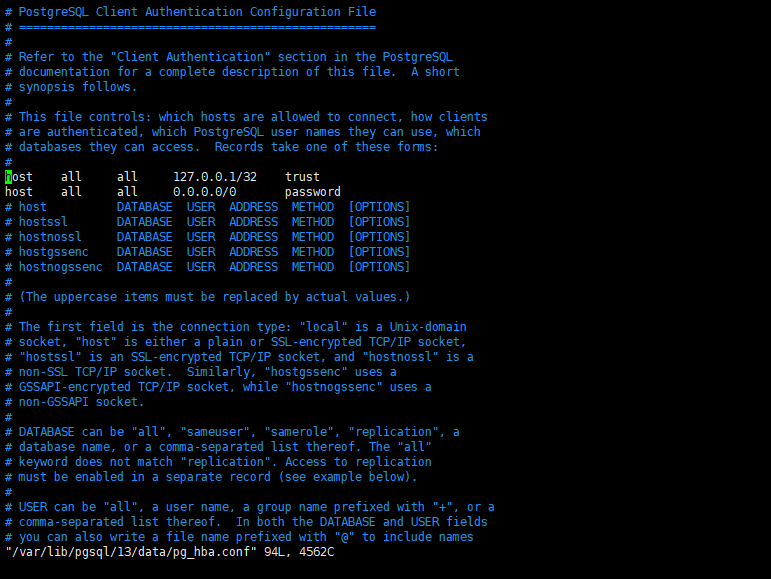 # PostgreSQL Client Authentication Configuration File
# ===================================================
#
# Refer to the "Client Authentication" section in the PostgreSQL
# documentation for a complete description of this file.  A short
# synopsis follows.
#
# This file controls: which hosts are allowed to connect, how clients
# are authenticated, which PostgreSQL user names they can use, which
# databases they can access.  Records take one of these forms:
#
host    all     all     127.0.0.1/32    trust
host    all     all     0.0.0.0/0       password
# host          DATABASE  USER  ADDRESS  METHOD  [OPTIONS]
# hostssl       DATABASE  USER  ADDRESS  METHOD  [OPTIONS]
# hostnossl     DATABASE  USER  ADDRESS  METHOD  [OPTIONS]
# hostgssenc    DATABASE  USER  ADDRESS  METHOD  [OPTIONS]
# hostnogssenc  DATABASE  USER  ADDRESS  METHOD  [OPTIONS]
#
# (The uppercase items must be replaced by actual values.)
#
# The first field is the connection type: "local" is a Unix-domain
# socket, "host" is either a plain or SSL-encrypted TCP/IP socket,
# "hostssl" is an SSL-encrypted TCP/IP socket, and "hostnossl" is a
# non-SSL TCP/IP socket.  Similarly, "hostgssenc" uses a
# GSSAPI-encrypted TCP/IP socket, while "hostnogssenc" uses a
# non-GSSAPI socket.
#
# DATABASE can be "all", "sameuser", "samerole", "replication", a
# database name, or a comma-separated list thereof. The "all"
# keyword does not match "replication". Access to replication
# must be enabled in a separate record (see example below).
#
# USER can be "all", a user name, a group name prefixed with "+", or a
# comma-separated list thereof.  In both the DATABASE and USER fields
# you can also write a file name prefixed with "@" to include names
"/var/lib/pgsql/13/data/pg_hba.conf" 94L, 4562C